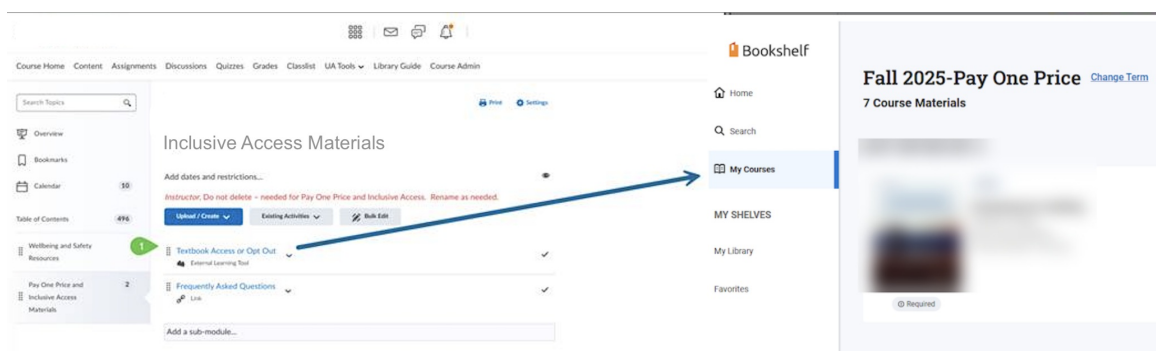 Course Home Content Assignments Discussions Quizzes Grades Classlist UA Tools Library Guide Course Admin
Search Topics
Print Settings
Overview
Bookmarks
Calendar 10
Table of Contents 496
Wellbeing and Safety
Resources
Pay One Price and 2
Inclusive Access
Materials
Inclusive Access Materials
Add dates and restrictions...
Instructor, Do not delete – needed for Pay One Price and Inclusive Access. Rename as needed.
Upload / Create Existing Activities Bulk Edit
1
Textbook Access or Opt Out
External Learning Tool
Frequently Asked Questions
Link
Add a sub-module...
Bookshelf
Home
Search
My Courses
MY SHELVES
My Library
Favorites
Fall 2025-Pay One Price Change Term
7 Course Materials
Required